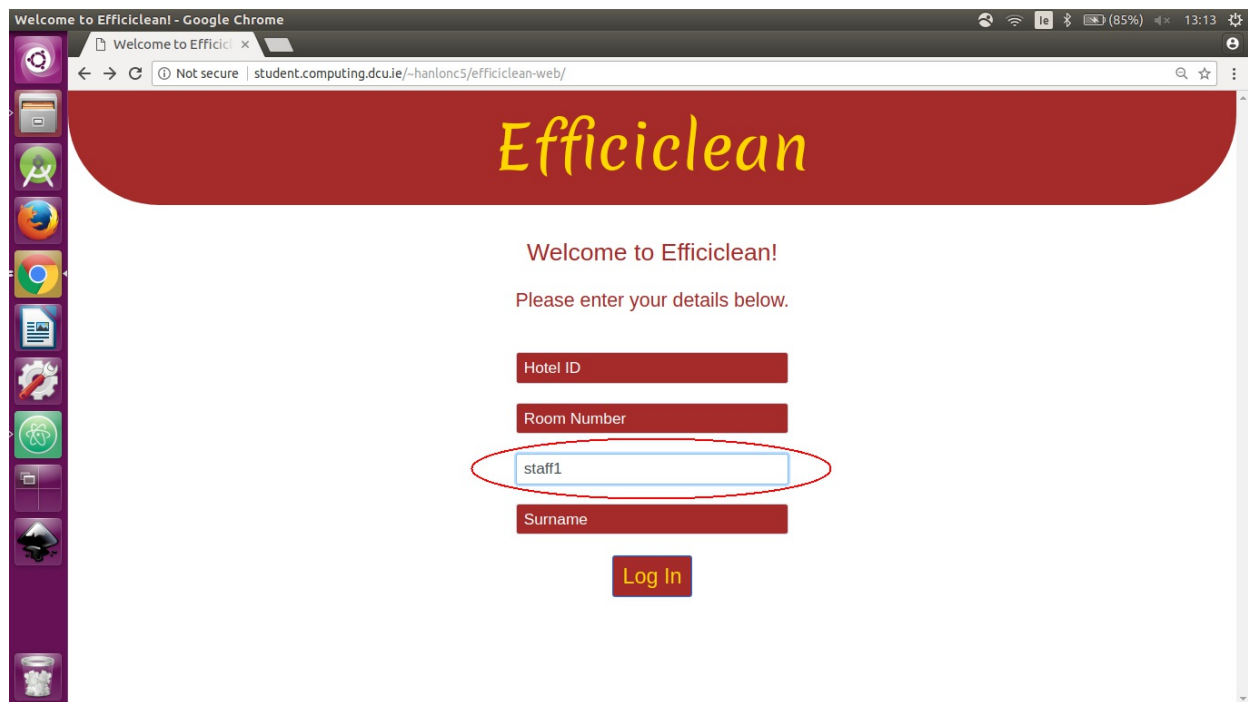 Welcome to Efficiclean! - Google Chrome
le
(85%)
13:13
Welcome to Efficic
Not secure
student.computing.dcu.ie/~hanlonc5/efficiclean-web/
Efficiclean
Welcome to Efficiclean!
Please enter your details below.
Hotel ID
Room Number
staff1
Surname
Log In